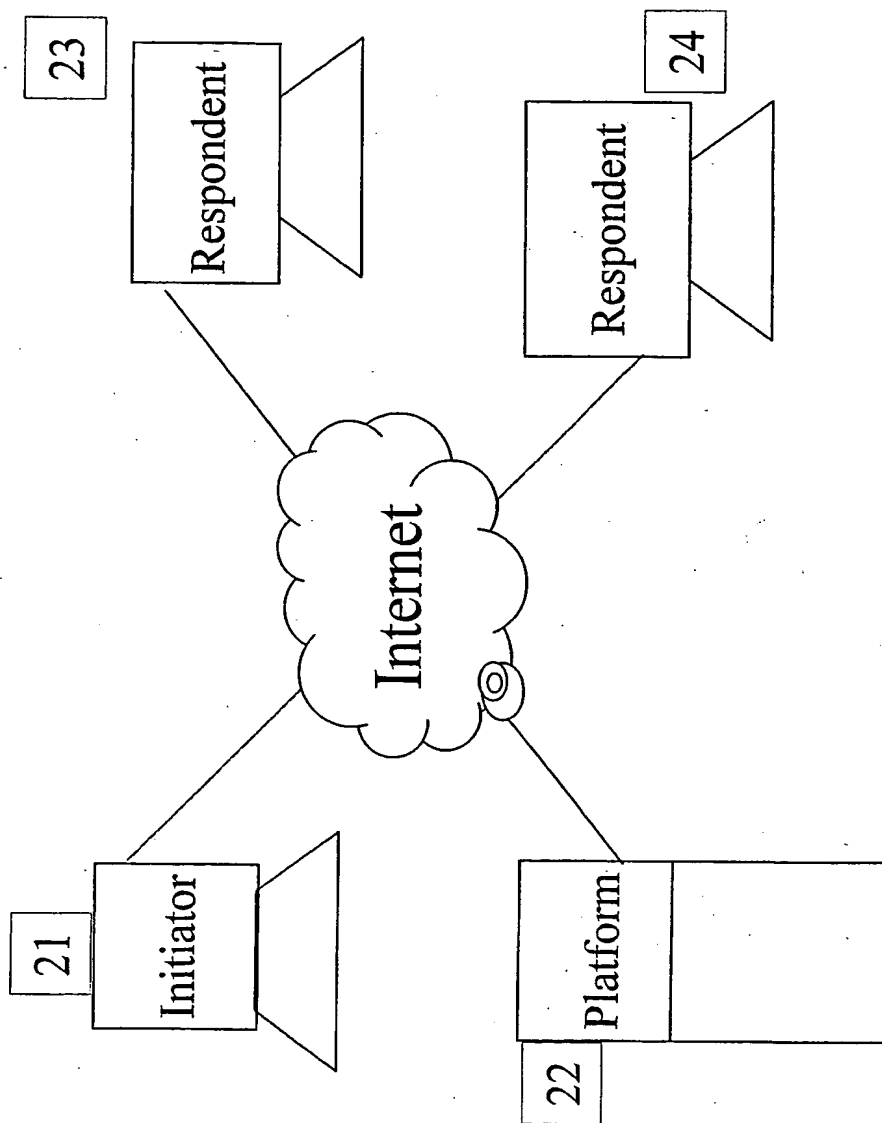 21
Initiator
23
Respondent
Internet
22
Platform
24
Respondent